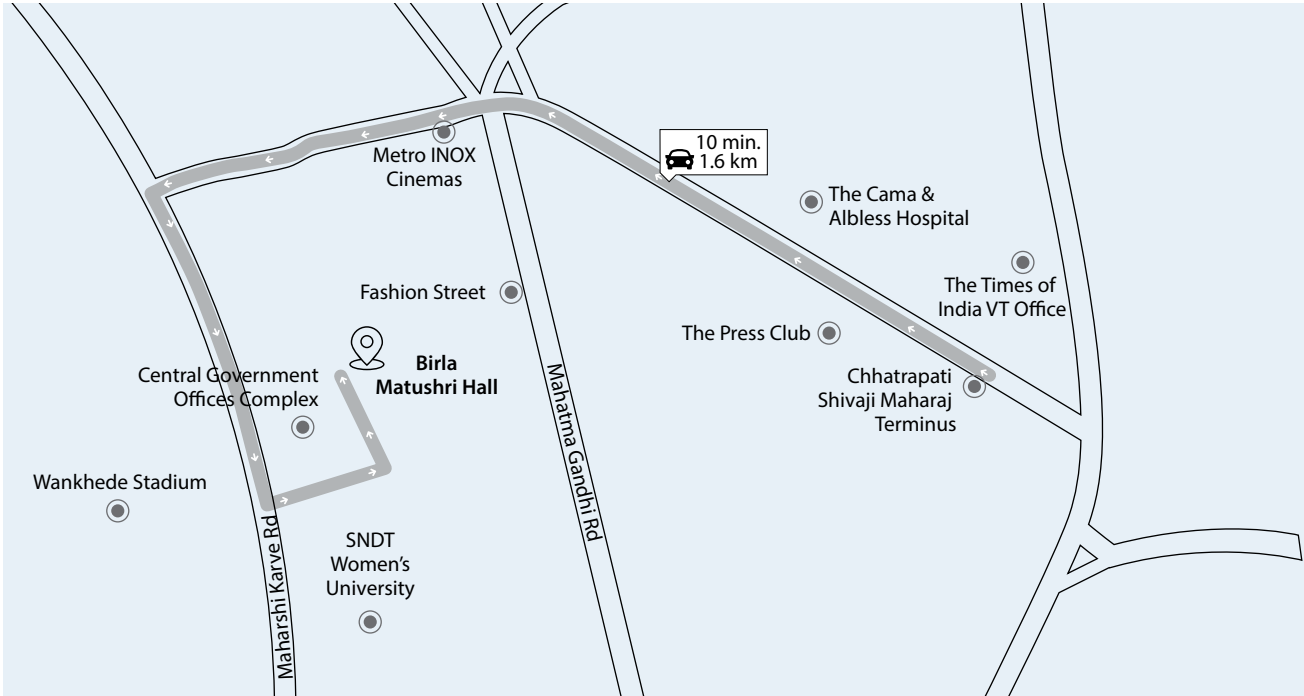 10 min.
1.6 km
Metro INOX
Cinemas
The Cama &
Albless Hospital
The Times of
India VT Office
Fashion Street
The Press Club
Birla
Matushri Hall
Central Government
Offices Complex
Chhatrapati
Shivaji Maharaj
Terminus
Mahatma Gandhi Rd
Wankhede Stadium
SNDT
Women's
University
Maharshi Karve Rd